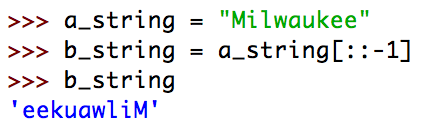 >>> a_string = "Milwaukee"
>>> b_string = a_string[::-1]
>>> b_string
'eekuawliM'